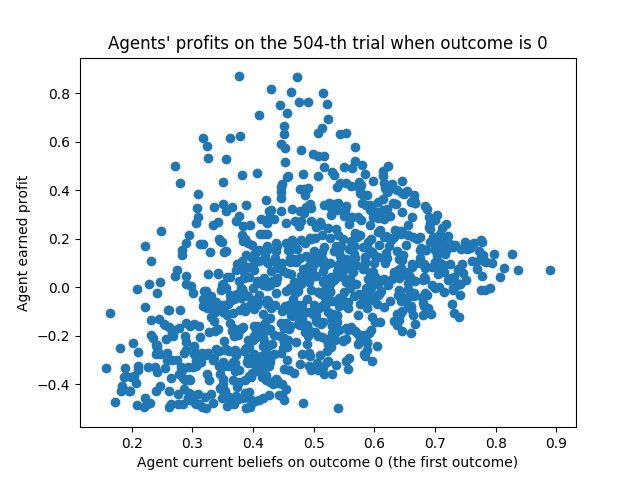 Agents' profits on the 504-th trial when outcome is 0
Agent earned profit
0.8
0.6
0.4
0.2
0.0
−0.2
−0.4
0.2 0.3 0.4 0.5 0.6 0.7 0.8 0.9
Agent current beliefs on outcome 0 (the first outcome)